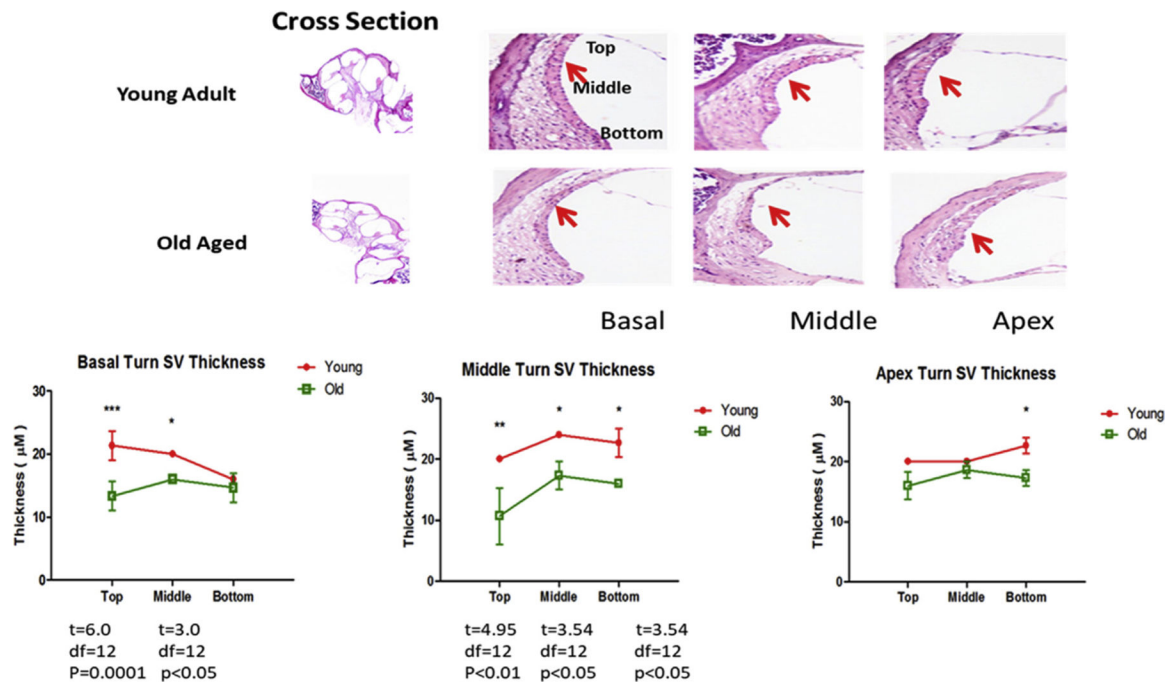 Cross Section
Young Adult
Top
Middle
Bottom
Old Aged
Basal Middle Apex
Basal Turn SV Thickness
Young
Old
***
*
Thickness ( μM )
30
20
10
0
Top Middle Bottom
t=6.0 t=3.0
df=12 df=12
P=0.0001 p<0.05
Middle Turn SV Thickness
Young
Old
**
*
*
Thickness ( μM )
30
20
10
0
Top Middle Bottom
t=4.95 t=3.54 t=3.54
df=12 df=12 df=12
P<0.01 p<0.05 p<0.05
Apex Turn SV Thickness
Young
Old
*
Thickness ( μM )
30
20
10
0
Top Middle Bottom